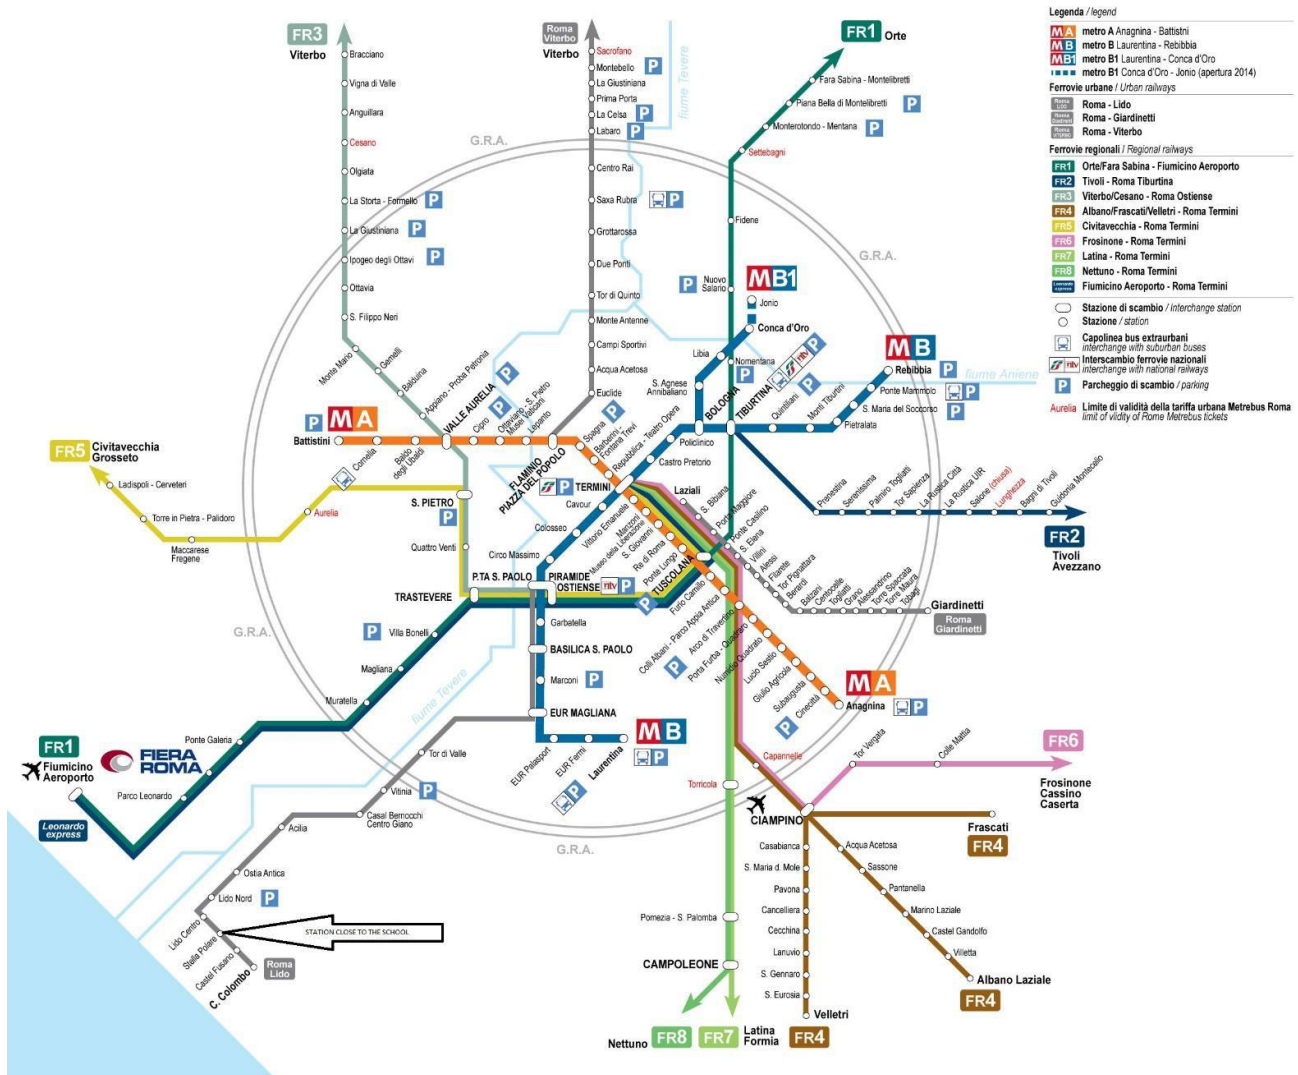 FR3
Viterbo
Bracciano
Vigna di Valle
Anguillara
Cesano
Olgiata
La Storta - Formello
P
La Giustiniana
P
Ipogeo degli Ottavi
P
Ottavia
S. Filippo Neri
Monte Mario
Gemelli
Balduina
Appiano - Proba Petronia
VALLE AURELIA
P
Roma
Viterbo
Viterbo
Sacrofano
Montebello
P
La Giustiniana
Prima Porta
La Celsa
P
Labaro
P
Centro Rai
Saxa Rubra
P
Grottarossa
Due Ponti
Tor di Quinto
Monte Antenne
Campi Sportivi
Acqua Acetosa
Euclide
FR1 Orte
Fara Sabina - Montelibretti
Piana Bella di Montelibretti
P
Monterotondo - Mentana
P
Settebagni
Fidene
Nuovo
Salario
P
Nomentana
P
G.R.A.
G.R.A.
G.R.A.
G.R.A.
G.R.A.
G.R.A.
fiume Tevere
fiume Aniene
fiume Tevere
MB1
Jonio
Conca d'Oro
Libia
S. Agnese
Annibaliano
BOLOGNA
TIBURTINA
ntv
P
Quintiliani
P
Monti Tiburtini
Pietralata
S. Maria del Soccorso
P
Ponte Mammolo
P
Rebibbia
P
MB
Policlinico
Castro Pretorio
P
MA
Battistini
Cornelia
Baldo
degli Ubaldi
Cipro
P
Ottaviano - S. Pietro
Musei Vaticani
Lepanto
FLAMINIO
PIAZZA DEL POPOLO
Spagna
P
Barberini -
Fontana Trevi
Repubblica - Teatro Opera
P
TERMINI
Cavour
Colosseo
Circo Massimo
Vittorio Emanuele
Manzoni
Museo della Liberazione
S. Giovanni
Re di Roma
Ponte Lungo
TUSCOLANA
P
Furio Camillo
Colli Albani - Parco Appia Antica
P
Arco di Travertino
Porta Furba - Quadraro
Numidio Quadrato
Lucio Sestio
Giulio Agricola
Subaugusta
Cinecittà
P
Anagnina
P
MA
FR5
Civitavecchia
Grosseto
Ladispoli - Cerveteri
Torre in Pietra - Palidoro
Maccarese
Fregene
Aurelia
S. PIETRO
P
Quattro Venti
TRASTEVERE
P.TA S. PAOLO
PIRAMIDE
OSTIENSE
ntv
P
Garbatella
BASILICA S. PAOLO
Marconi
P
EUR MAGLIANA
EUR Palasport
EUR Fermi
P
Laurentina
P
MB
Laziali
S. Bibiana
Porta Maggiore
Ponte Casilino
S. Elena
Villini
Alessi
Filarete
Tor Pignattara
Berardi
Balzani
Centocelle
Togliatti
Grano
Alessandrino
Torre Spaccata
Torre Maura
Tobagi
Giardinetti
Roma
Giardinetti
Prenestina
Serenissima
Palmiro Togliatti
Tor Sapienza
La Rustica Città
La Rustica UIR
Salone (chiusa)
Lunghezza
Bagni di Tivoli
Guidonia Montecelio
FR2
Tivoli
Avezzano
Villa Bonelli
P
Magliana
Muratella
Ponte Galeria
FIERA
ROMA
Parco Leonardo
FR1
Fiumicino
Aeroporto
Leonardo
express
Tor di Valle
Vitinia
P
Casal Bernocchi
Centro Giano
Acilia
Ostia Antica
Lido Nord
P
Lido Centro
Stella Polare
Castel Fusano
C. Colombo
Roma
Lido
STATION CLOSE TO THE SCHOOL
Torricola
Pomezia - S. Palomba
CAMPOLEONE
Nettuno
FR8
FR7
Latina
Formia
Capannelle
CIAMPINO
Tor Vergata
Colle Mattia
FR6
Frosinone
Cassino
Caserta
Frascati
FR4
Casabianca
S. Maria d. Mole
Pavona
Cancelliera
Cecchina
Lanuvio
S. Gennaro
S. Eurosia
Velletri
FR4
Acqua Acetosa
Sassone
Pantanella
Marino Laziale
Castel Gandolfo
Villetta
Albano Laziale
FR4
Legenda / legend
MA metro A Anagnina - Battistni
MB metro B Laurentina - Rebibbia
MB1 metro B1 Laurentina - Conca d'Oro
metro B1 Conca d'Oro - Jonio (apertura 2014)
Ferrovie urbane / Urban railways
Roma LIDO Roma - Lido
Roma Giardinetti Roma - Giardinetti
Roma VITERBO Roma - Viterbo
Ferrovie regionali / Regional railways
FR1 Orte/Fara Sabina - Fiumicino Aeroporto
FR2 Tivoli - Roma Tiburtina
FR3 Viterbo/Cesano - Roma Ostiense
FR4 Albano/Frascati/Velletri - Roma Termini
FR5 Civitavecchia - Roma Termini
FR6 Frosinone - Roma Termini
FR7 Latina - Roma Termini
FR8 Nettuno - Roma Termini
Leonardo express Fiumicino Aeroporto - Roma Termini
Stazione di scambio / interchange station
Stazione / station
Capolinea bus extraurbani
interchange with suburban buses
ntv Interscambio ferrovie nazionali
interchange with national railways
P Parcheggio di scambio / parking
Aurelia Limite di validità della tariffa urbana Metrebus Roma
limit of vidity of Rome Metrebus tickets